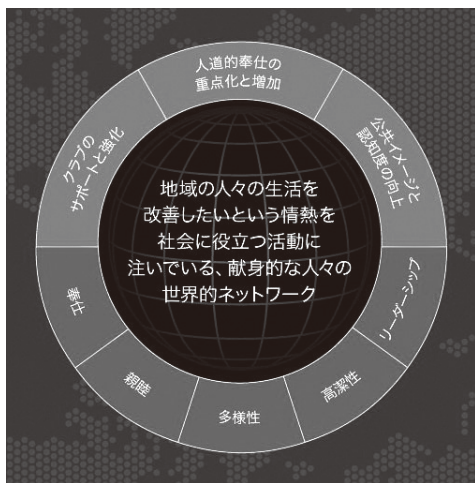 人道的奉仕の
重点化と増加
公共イメージと
認知度の向上
クラブの
サポートと強化
地域の人々の生活を
改善したいという情熱を
社会に役立つ活動に
注いでいる、献身的な人々の
世界的ネットワーク
リーダーシップ
高潔性
多様性
親睦
奉仕